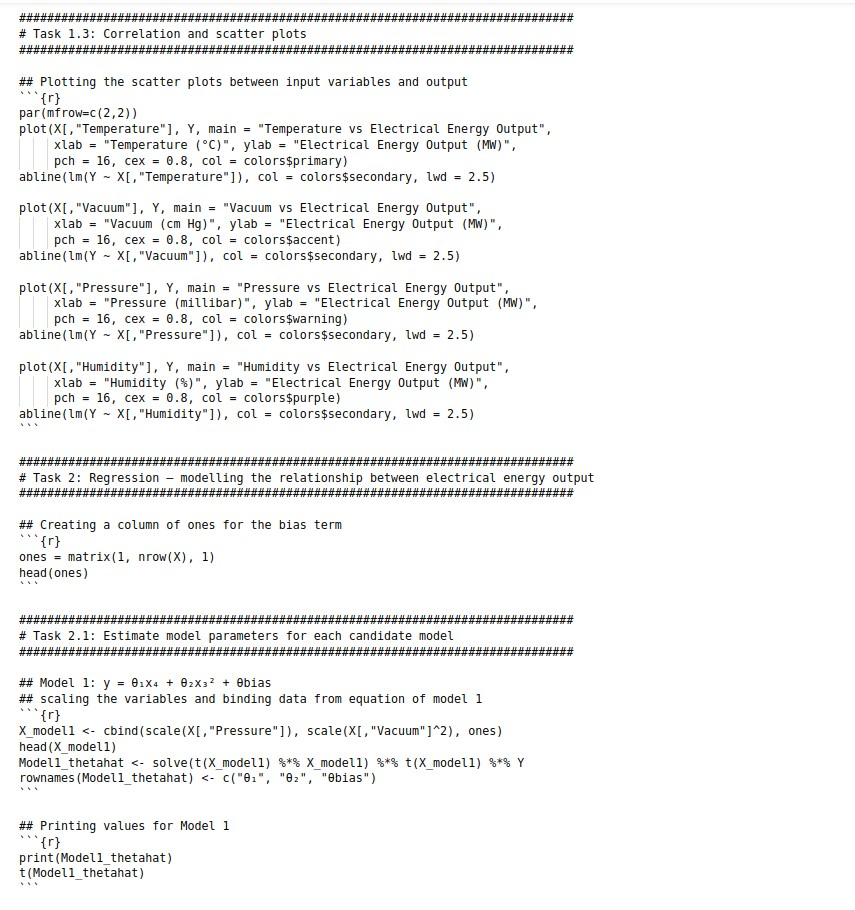 ###############################################################################
# Task 1.3: Correlation and scatter plots
###############################################################################
## Plotting the scatter plots between input variables and output
```{r}
par(mfrow=c(2,2))
plot(X[,"Temperature"], Y, main = "Temperature vs Electrical Energy Output",
     xlab = "Temperature (°C)", ylab = "Electrical Energy Output (MW)",
     pch = 16, cex = 0.8, col = colors$primary)
abline(lm(Y ~ X[,"Temperature"]), col = colors$secondary, lwd = 2.5)
plot(X[,"Vacuum"], Y, main = "Vacuum vs Electrical Energy Output",
     xlab = "Vacuum (cm Hg)", ylab = "Electrical Energy Output (MW)",
     pch = 16, cex = 0.8, col = colors$accent)
abline(lm(Y ~ X[,"Vacuum"]), col = colors$secondary, lwd = 2.5)
plot(X[,"Pressure"], Y, main = "Pressure vs Electrical Energy Output",
     xlab = "Pressure (millibar)", ylab = "Electrical Energy Output (MW)",
     pch = 16, cex = 0.8, col = colors$warning)
abline(lm(Y ~ X[,"Pressure"]), col = colors$secondary, lwd = 2.5)
plot(X[,"Humidity"], Y, main = "Humidity vs Electrical Energy Output",
     xlab = "Humidity (%)", ylab = "Electrical Energy Output (MW)",
     pch = 16, cex = 0.8, col = colors$purple)
abline(lm(Y ~ X[,"Humidity"]), col = colors$secondary, lwd = 2.5)
```
###############################################################################
# Task 2: Regression – modelling the relationship between electrical energy output
###############################################################################
## Creating a column of ones for the bias term
```{r}
ones = matrix(1, nrow(X), 1)
head(ones)
```
###############################################################################
# Task 2.1: Estimate model parameters for each candidate model
###############################################################################
## Model 1: y = θ₁x₄ + θ₂x₃² + θbias
## scaling the variables and binding data from equation of model 1
```{r}
X_model1 <- cbind(scale(X[,"Pressure"]), scale(X[,"Vacuum"]^2), ones)
head(X_model1)
Model1_thetahat <- solve(t(X_model1) %*% X_model1) %*% t(X_model1) %*% Y
rownames(Model1_thetahat) <- c("θ₁", "θ₂", "θbias")
```
## Printing values for Model 1
```{r}
print(Model1_thetahat)
t(Model1_thetahat)
```